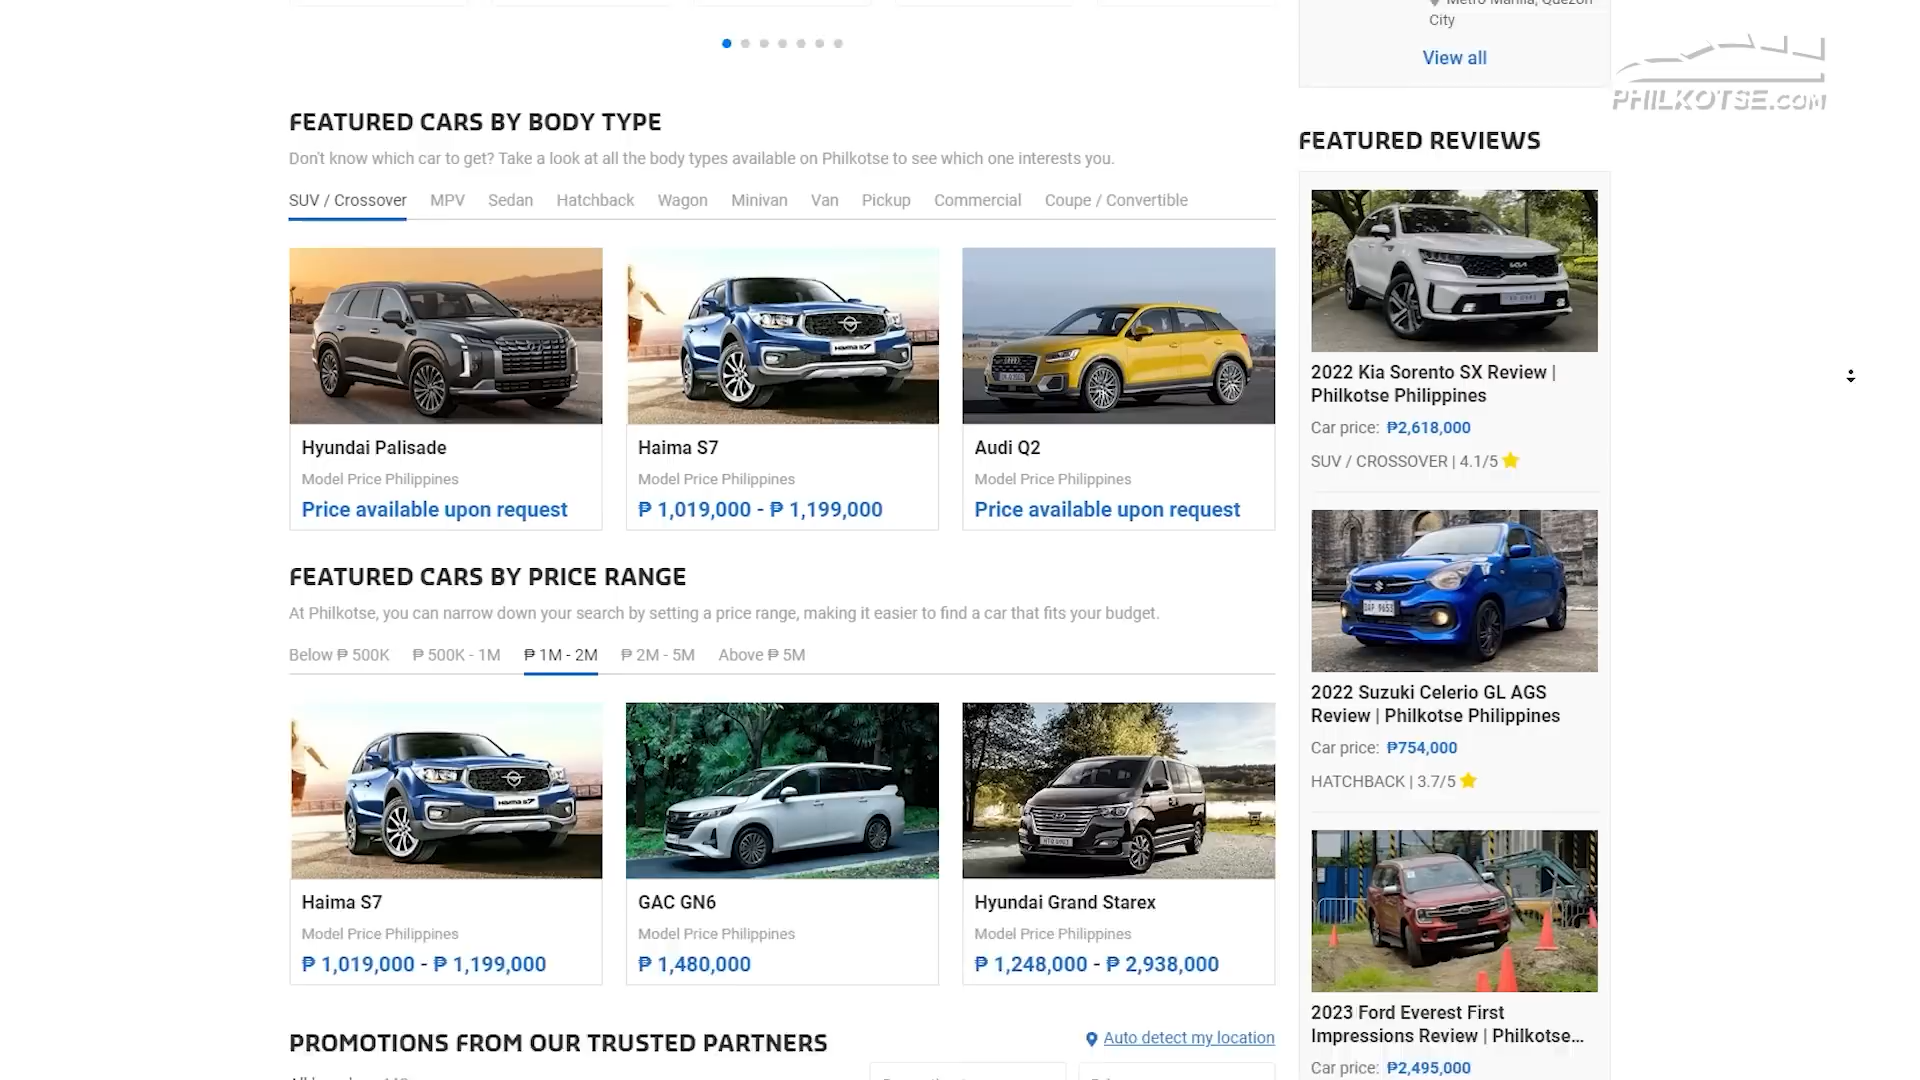 Metro Manila, Quezon
City
View all
PHILKOTSE.COM
FEATURED CARS BY BODY TYPE
Don't know which car to get? Take a look at all the body types available on Philkotse to see which one interests you.
SUV / Crossover MPV Sedan Hatchback Wagon Minivan Van Pickup Commercial Coupe / Convertible
Haima S7
Hyundai Palisade
Model Price Philippines
Price available upon request
Haima S7
Model Price Philippines
₱ 1,019,000 - ₱ 1,199,000
Audi Q2
Model Price Philippines
Price available upon request
FEATURED CARS BY PRICE RANGE
At Philkotse, you can narrow down your search by setting a price range, making it easier to find a car that fits your budget.
Below ₱ 500K ₱ 500K - 1M ₱ 1M - 2M ₱ 2M - 5M Above ₱ 5M
Haima S7
Haima S7
Model Price Philippines
₱ 1,019,000 - ₱ 1,199,000
GAC GN6
Model Price Philippines
₱ 1,480,000
Hyundai Grand Starex
Model Price Philippines
₱ 1,248,000 - ₱ 2,938,000
PROMOTIONS FROM OUR TRUSTED PARTNERS
Auto detect my location
FEATURED REVIEWS
KIA
2022 Kia Sorento SX Review |
Philkotse Philippines
Car price: ₱2,618,000
SUV / CROSSOVER | 4.1/5
2022 Suzuki Celerio GL AGS
Review | Philkotse Philippines
Car price: ₱754,000
HATCHBACK | 3.7/5
2023 Ford Everest First
Impressions Review | Philkotse...
Car price: ₱2,495,000